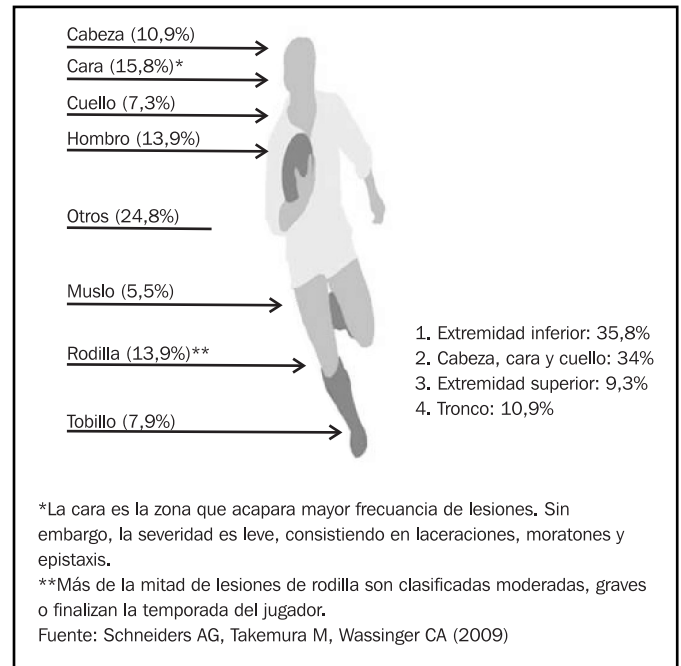 Cabeza (10,9%)
Cara (15,8%)*
Cuello (7,3%)
Hombro (13,9%)
Otros (24,8%)
Muslo (5,5%)
Rodilla (13,9%)**
Tobillo (7,9%)
1. Extremidad inferior: 35,8%
2. Cabeza, cara y cuello: 34%
3. Extremidad superior: 9,3%
4. Tronco: 10,9%
*La cara es la zona que acapara mayor frecuancia de lesiones. Sin
embargo, la severidad es leve, consistiendo en laceraciones, moratones y
epistaxis.
**Más de la mitad de lesiones de rodilla son clasificadas moderadas, graves
o finalizan la temporada del jugador.
Fuente: Schneiders AG, Takemura M, Wassinger CA (2009)